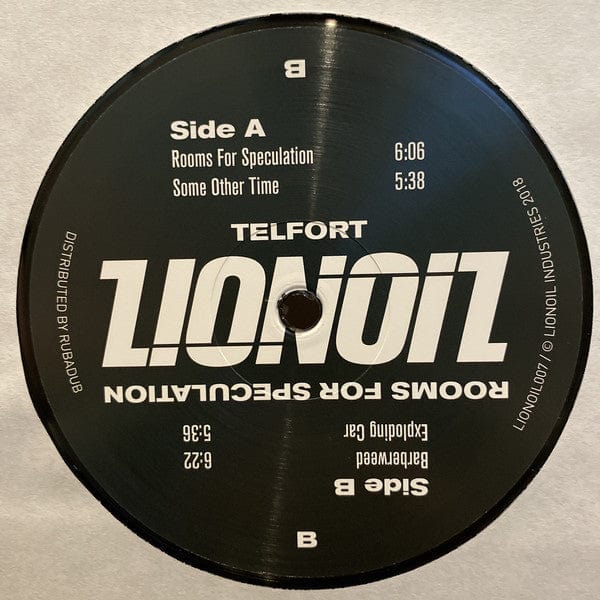 B
Side A
Rooms For Speculation 6:06
Some Other Time 5:38
TELFORT
LIONOIL
ROOMS FOR SPECULATION
Side B
Barberweed 6:22
Exploding Car 5:36
B
DISTRIBUTED BY RUBADUB
LIONOIL007 / © LIONOIL INDUSTRIES 2018